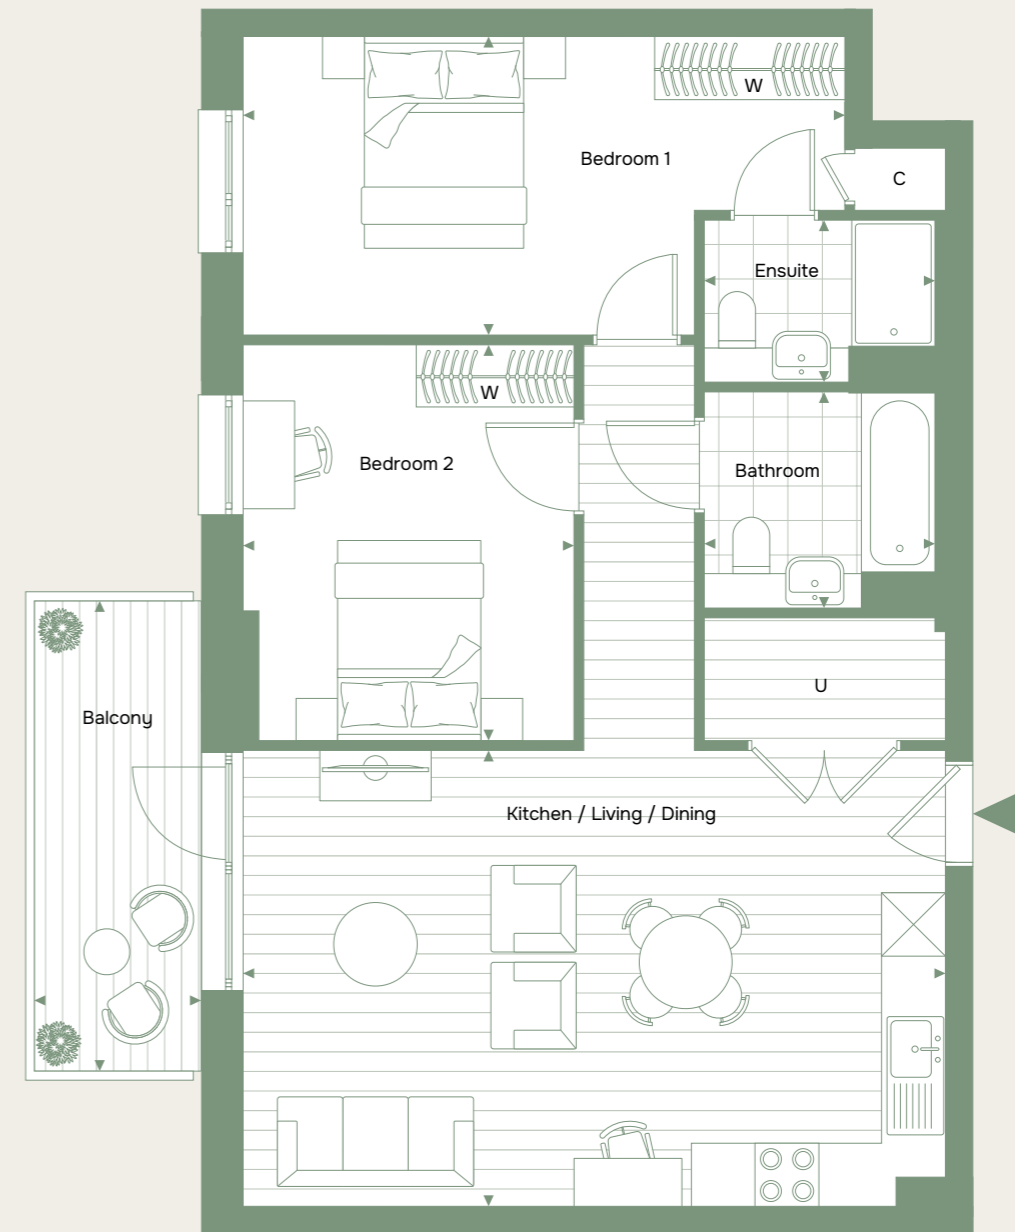 W
Bedroom 1
C
Ensuite
W
Bedroom 2
Bathroom
U
Balcony
Kitchen / Living / Dining